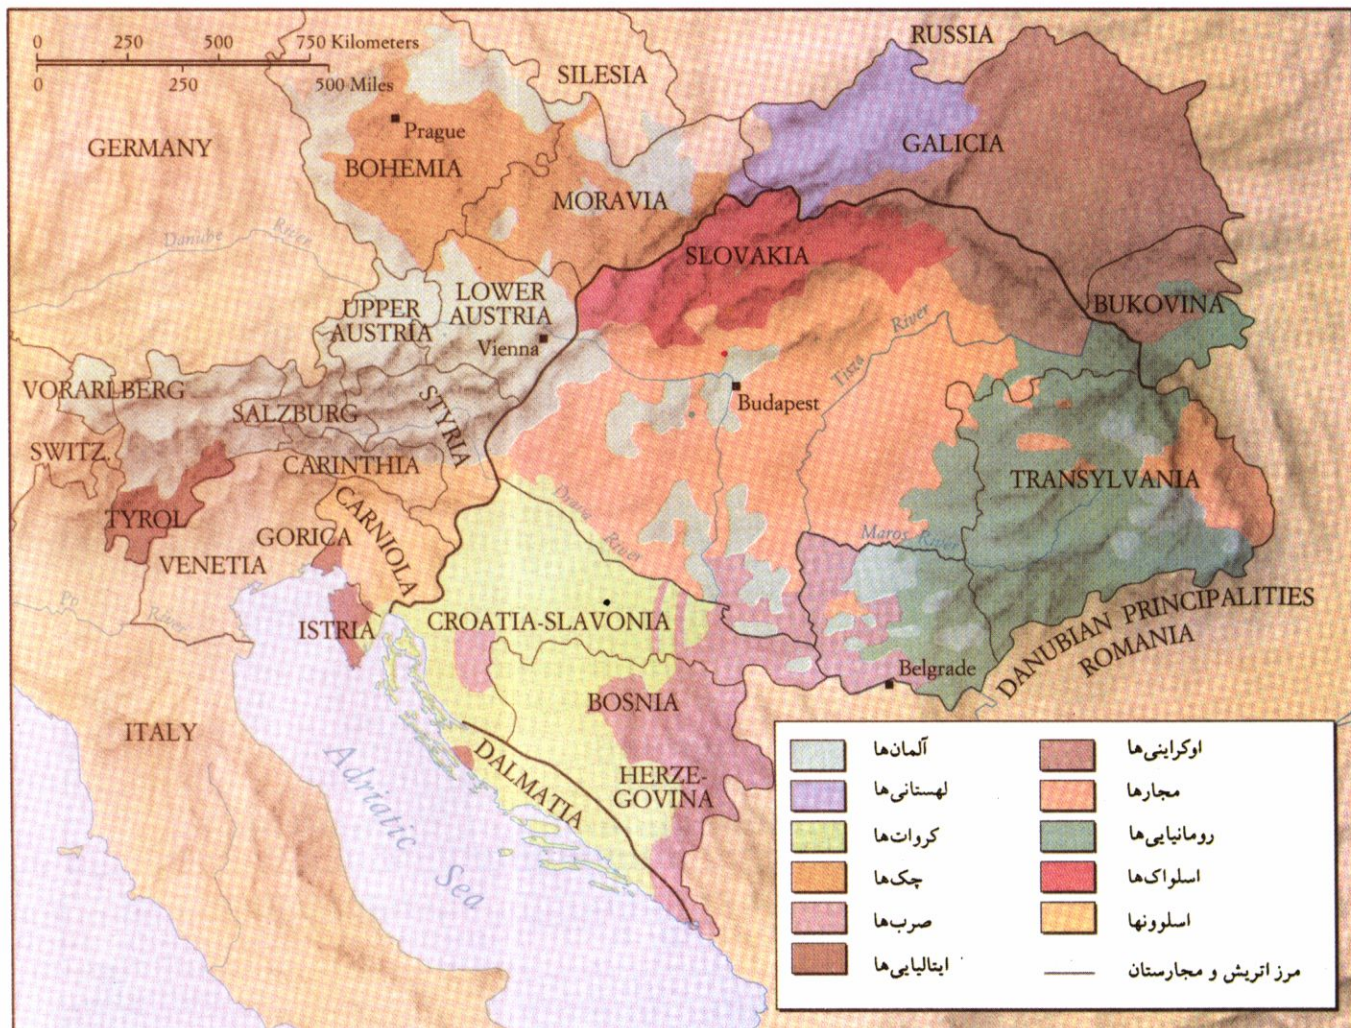 0 250 500 750 Kilometers
0 250 500 Miles
RUSSIA
SILESIA
GERMANY
Prague
BOHEMIA
MORAVIA
GALICIA
Danube River
SLOVAKIA
BUKOVINA
UPPER
AUSTRIA
LOWER
AUSTRIA
Vienna
Tisza River
Budapest
VORARLBERG
SALZBURG
STYRIA
SWITZ.
CARINTHIA
TYROL
CARNIOLA
GORICA
VENETIA
TRANSYLVANIA
Maros River
Drava River
Po River
ISTRIA
CROATIA-SLAVONIA
DANUBIAN PRINCIPALITIES
ROMANIA
Belgrade
BOSNIA
ITALY
Adriatic Sea
DALMATIA
HERZE-
GOVINA
آلمان‌ها
لهستانی‌ها
کروات‌ها
چک‌ها
صرب‌ها
ایتالیایی‌ها
اوکراینی‌ها
مجارها
رومانیایی‌ها
اسلواک‌ها
اسلوونها
مرز اتریش و مجارستان